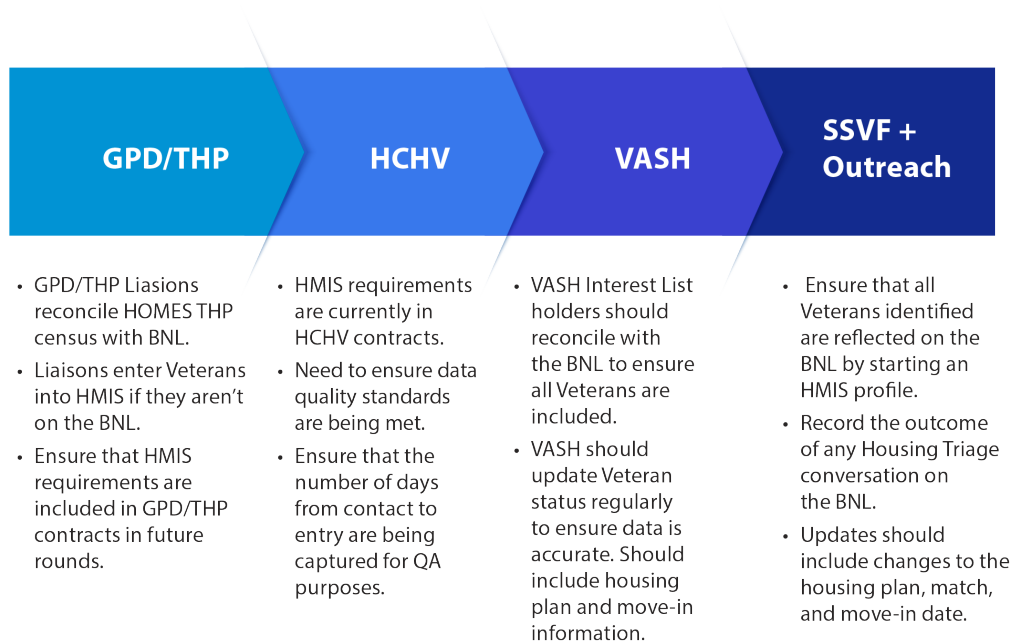 GPD/THP
HCHV
VASH
SSVF +
Outreach
• GPD/THP Liasions
reconcile HOMES THP
census with BNL.
• Liaisons enter Veterans
into HMIS if they aren’t
on the BNL.
• Ensure that HMIS
requirements are
included in GPD/THP
contracts in future
rounds.
• HMIS requirements
are currently in
HCHV contracts.
• Need to ensure data
quality standards
are being met.
• Ensure that the
number of days
from contact to
entry are being
captured for QA
purposes.
• VASH Interest List
holders should
reconcile with
the BNL to ensure
all Veterans are
included.
• VASH should
update Veteran
status regularly
to ensure data is
accurate. Should
include housing
plan and move-in
information.
• Ensure that all
Veterans identified
are reflected on the
BNL by starting an
HMIS profile.
• Record the outcome
of any Housing Triage
conversation on
the BNL.
• Updates should
include changes to the
housing plan, match,
and move-in date.